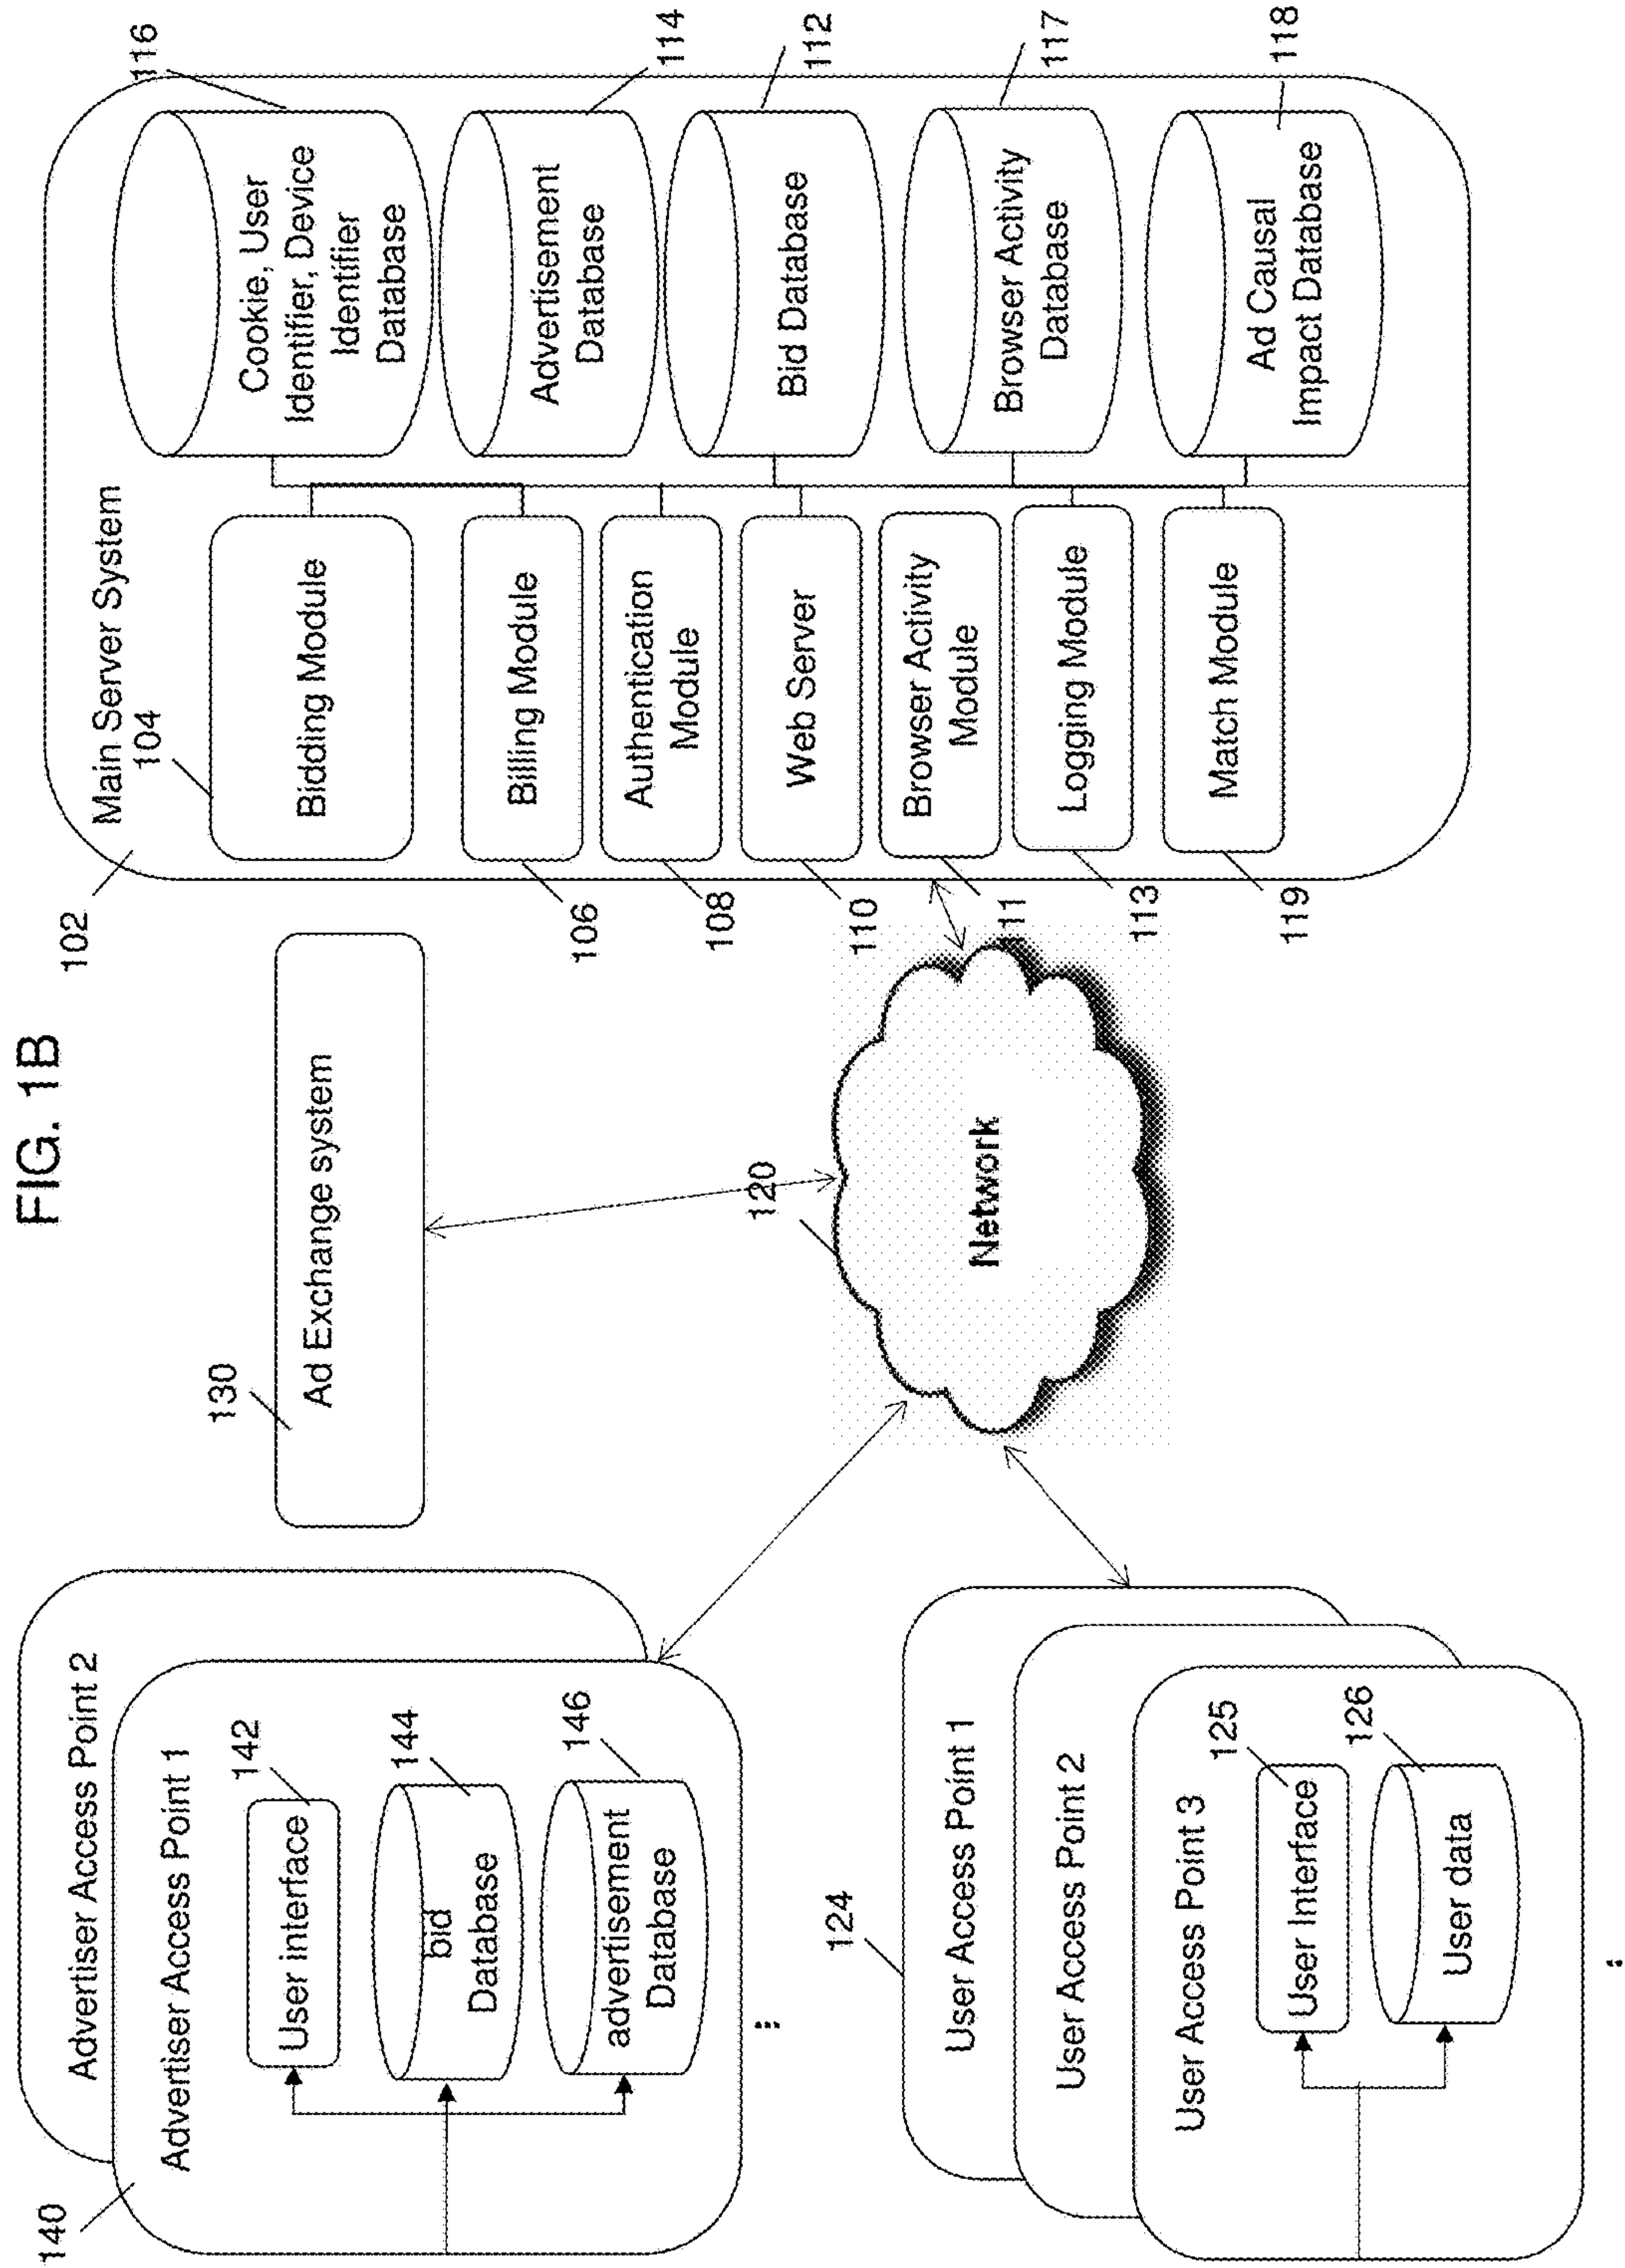 FIG. 1B
140
Advertiser Access Point 2
Advertiser Access Point 1
142
User interface
144
bid
Database
146
advertisement
Database
...
124
User Access Point 1
User Access Point 2
User Access Point 3
125
User Interface
126
User data
:
130
Ad Exchange system
120
Network
102
Main Server System
104
Bidding Module
106
Billing Module
108
Authentication
Module
110
Web Server
111
Browser Activity
Module
113
Logging Module
119
Match Module
116
Cookie, User
Identifier, Device
Identifier
Database
114
Advertisement
Database
112
Bid Database
117
Browser Activity
Database
118
Ad Causal
Impact Database